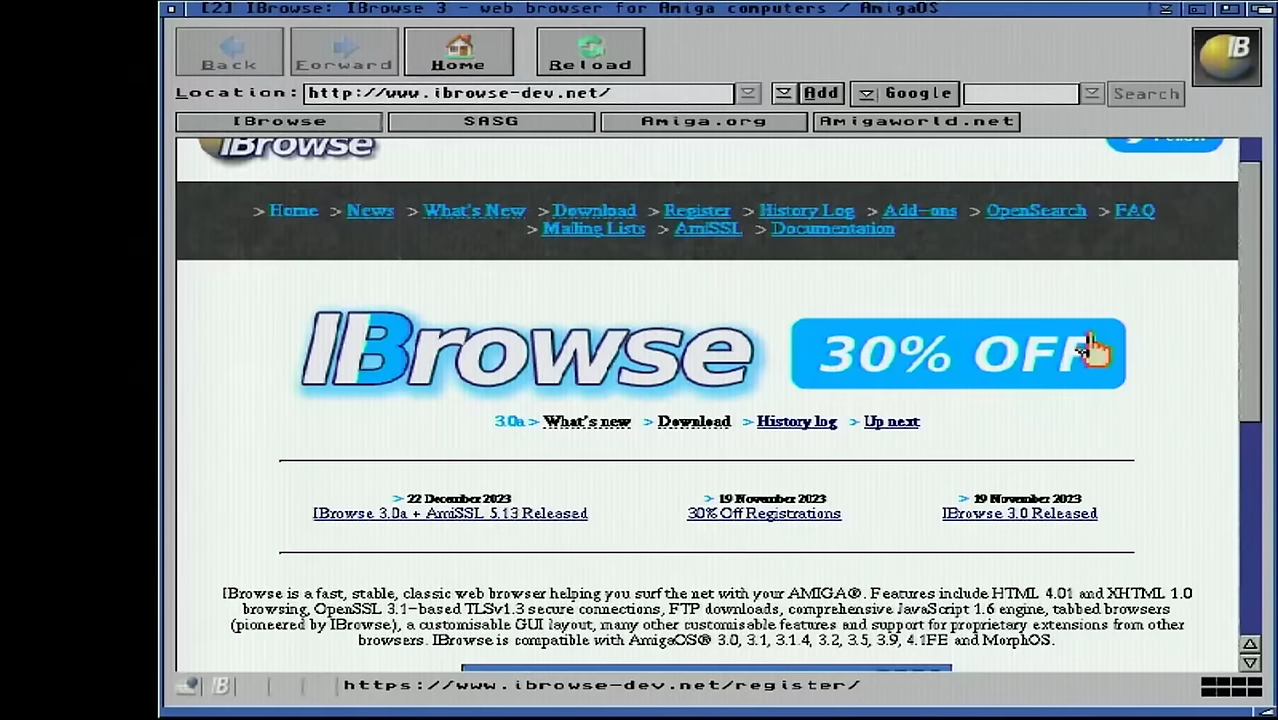 [2] IBrowse: IBrowse 3 - web browser for Amiga computers / AmigaOS
Back Forward Home Reload
IB
Location: http://www.ibrowse-dev.net/ Add Google Search
IBrowse SASG Amiga.org Amigaworld.net
IBrowse Follow
> Home > News > What's New > Download > Register > History Log > Add-ons > OpenSearch > FAQ
> Mailing Lists > AmiSSL > Documentation
IBrowse 30% OFF
3.0a > What's new > Download > History log > Up next
> 22 December 2023 > 19 November 2023 > 19 November 2023
IBrowse 3.0a + AmiSSL 5.13 Released 30% Off Registrations IBrowse 3.0 Released
IBrowse is a fast, stable, classic web browser helping you surf the net with your AMIGA®. Features include HTML 4.01 and XHTML 1.0
browsing, OpenSSL 3.1-based TLSv1.3 secure connections, FTP downloads, comprehensive JavaScript 1.6 engine, tabbed browsers
(pioneered by IBrowse), a customisable GUI layout, many other customisable features and support for proprietary extensions from other
browsers. IBrowse is compatible with AmigaOS® 3.0, 3.1, 3.1.4, 3.2, 3.5, 3.9, 4.1FE and MorphOS.
IB https://www.ibrowse-dev.net/register/